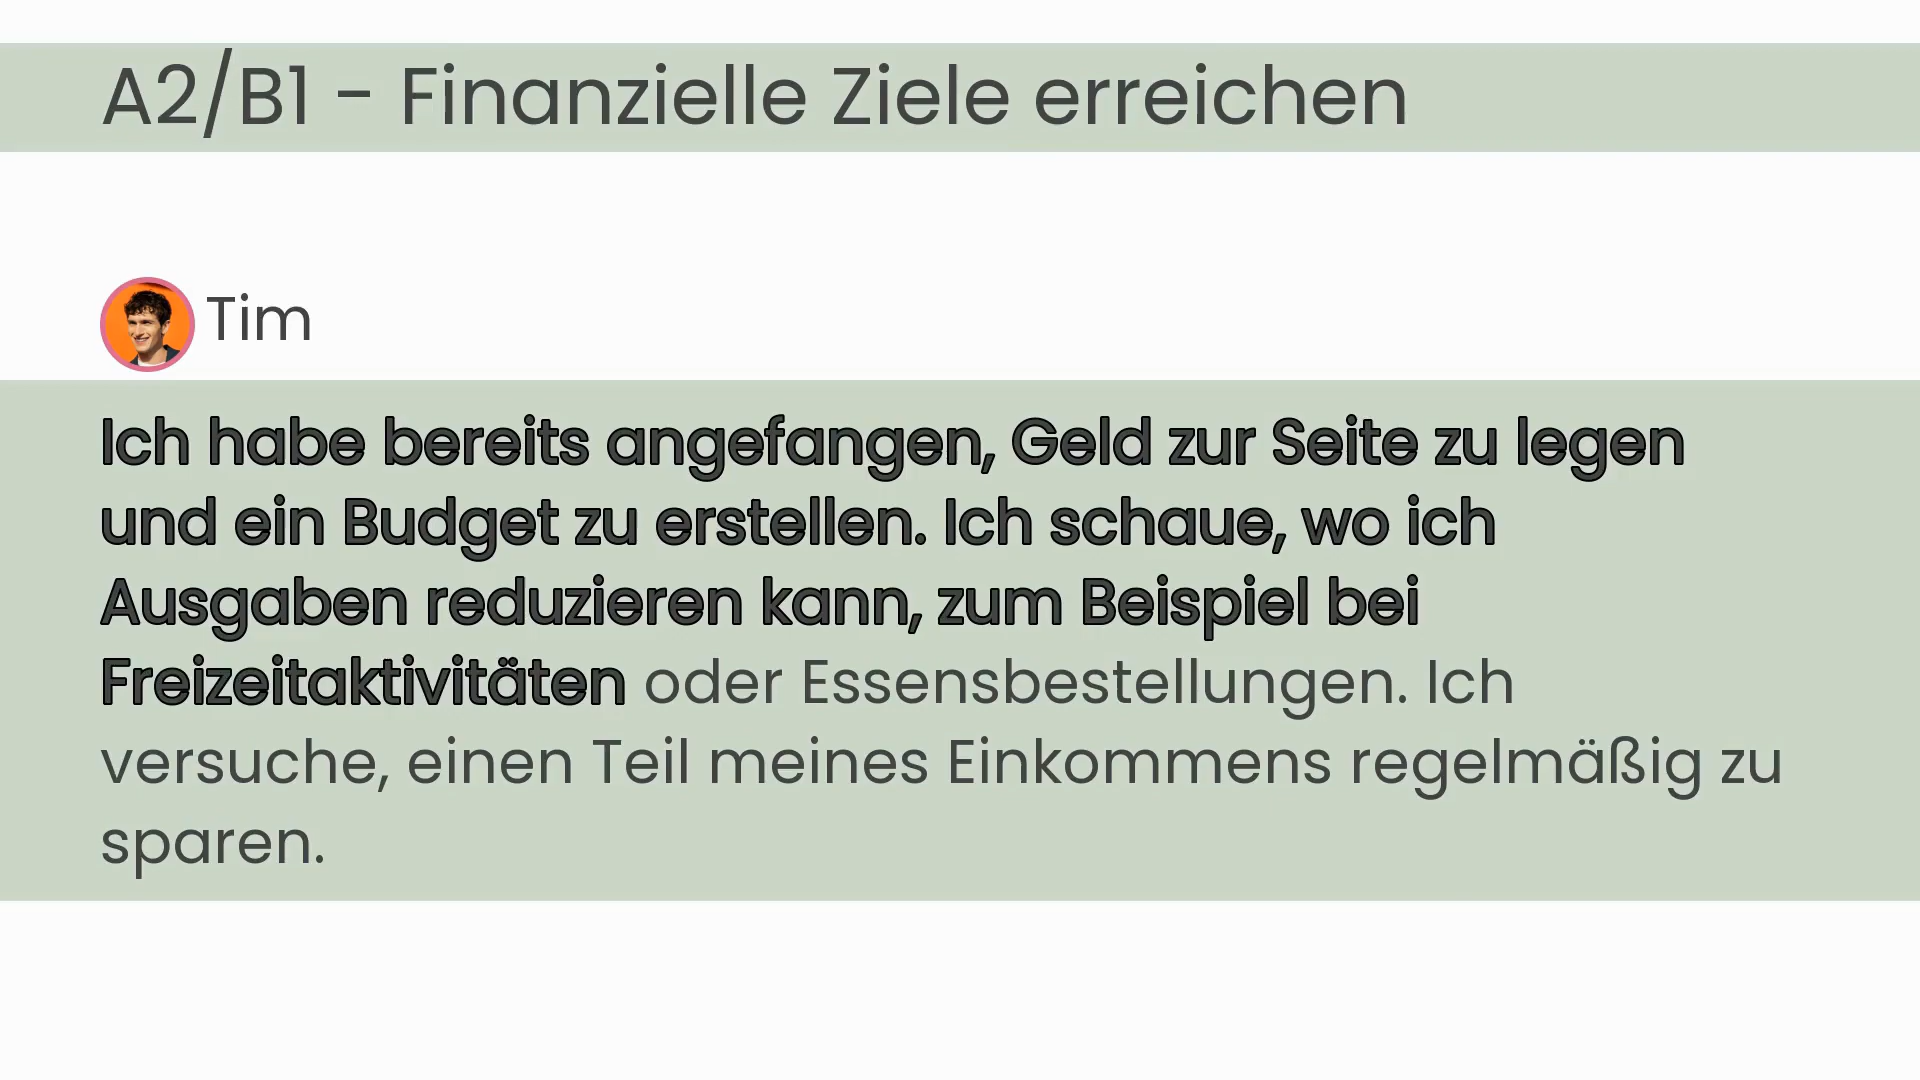 A2/B1 - Finanzielle Ziele erreichen
Tim
Ich habe bereits angefangen, Geld zur Seite zu legen
und ein Budget zu erstellen. Ich schaue, wo ich
Ausgaben reduzieren kann, zum Beispiel bei
Freizeitaktivitäten oder Essensbestellungen. Ich
versuche, einen Teil meines Einkommens regelmäßig zu
sparen.